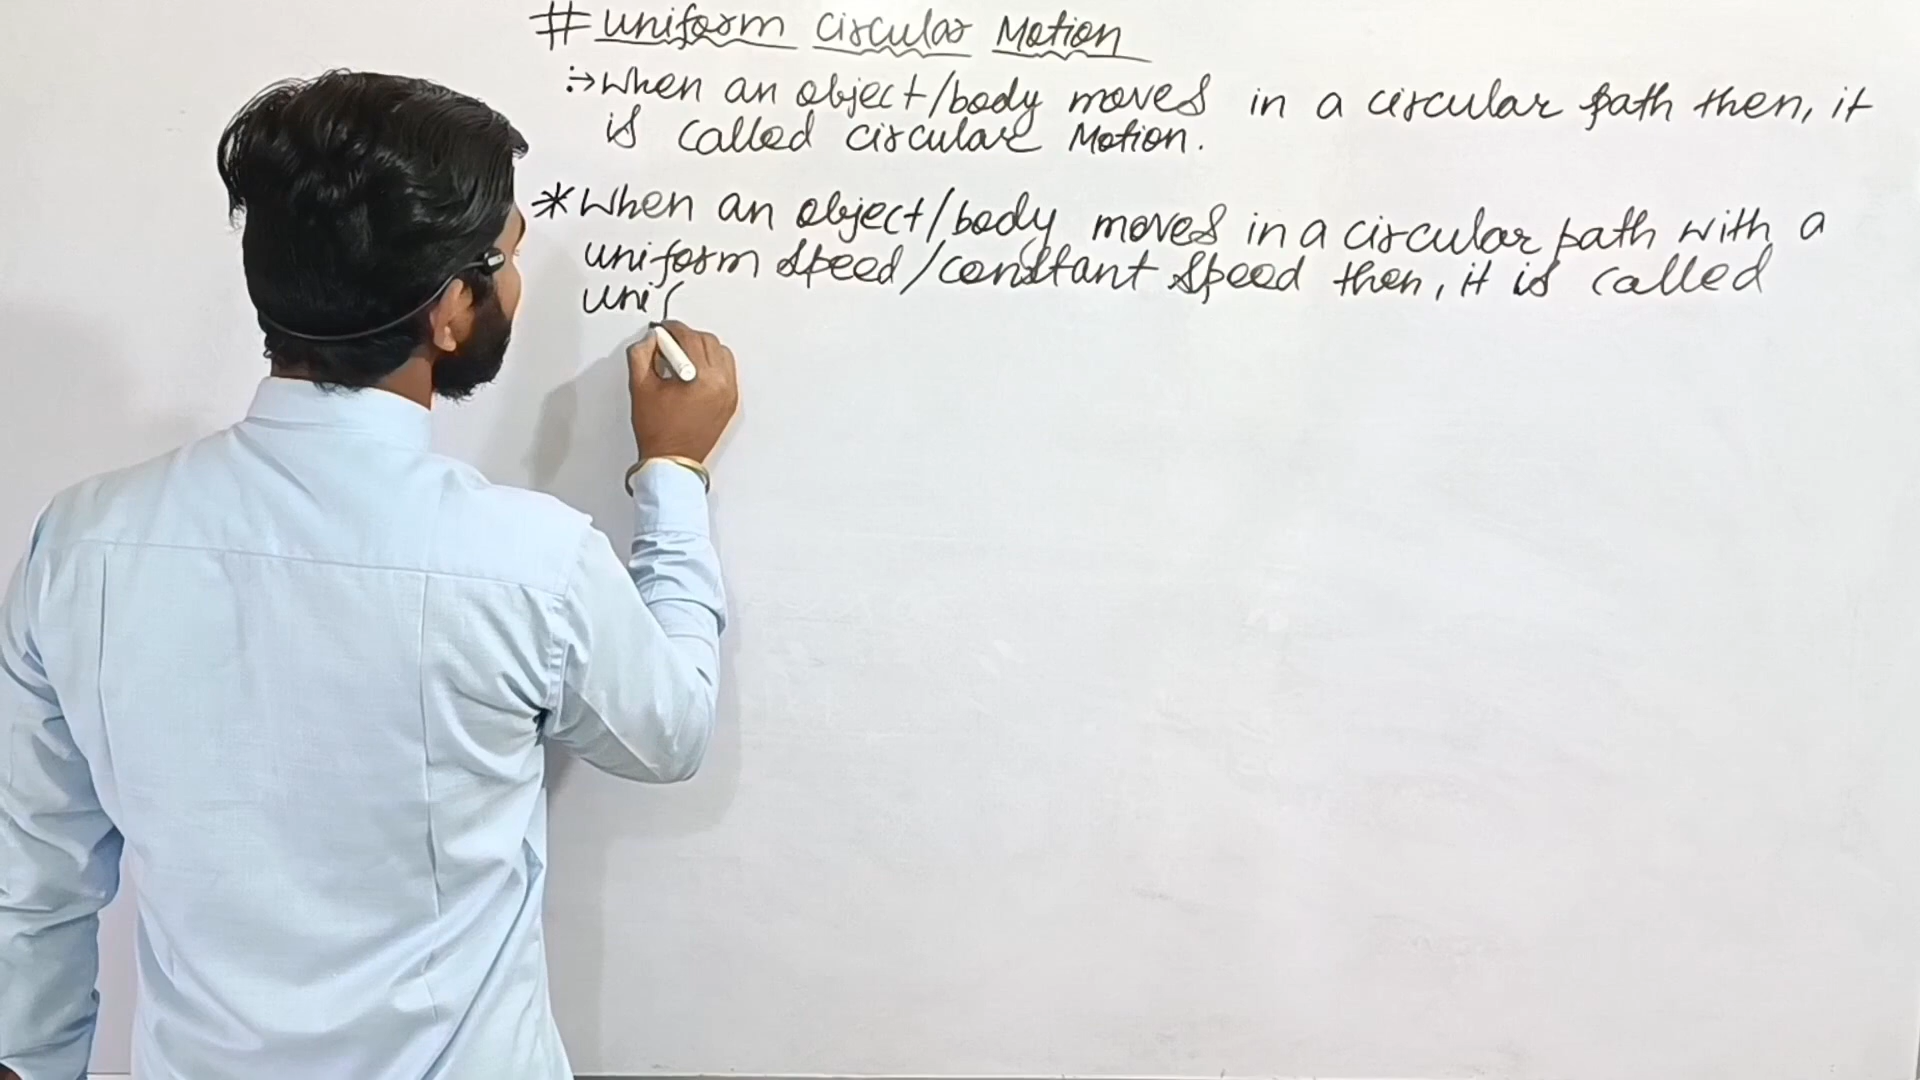 # Uniform Circular Motion
:→ When an object/body moves in a circular path then, it
is called circular Motion.
* When an object/body moves in a circular path with a
uniform speed/constant speed then, it is called
Unif